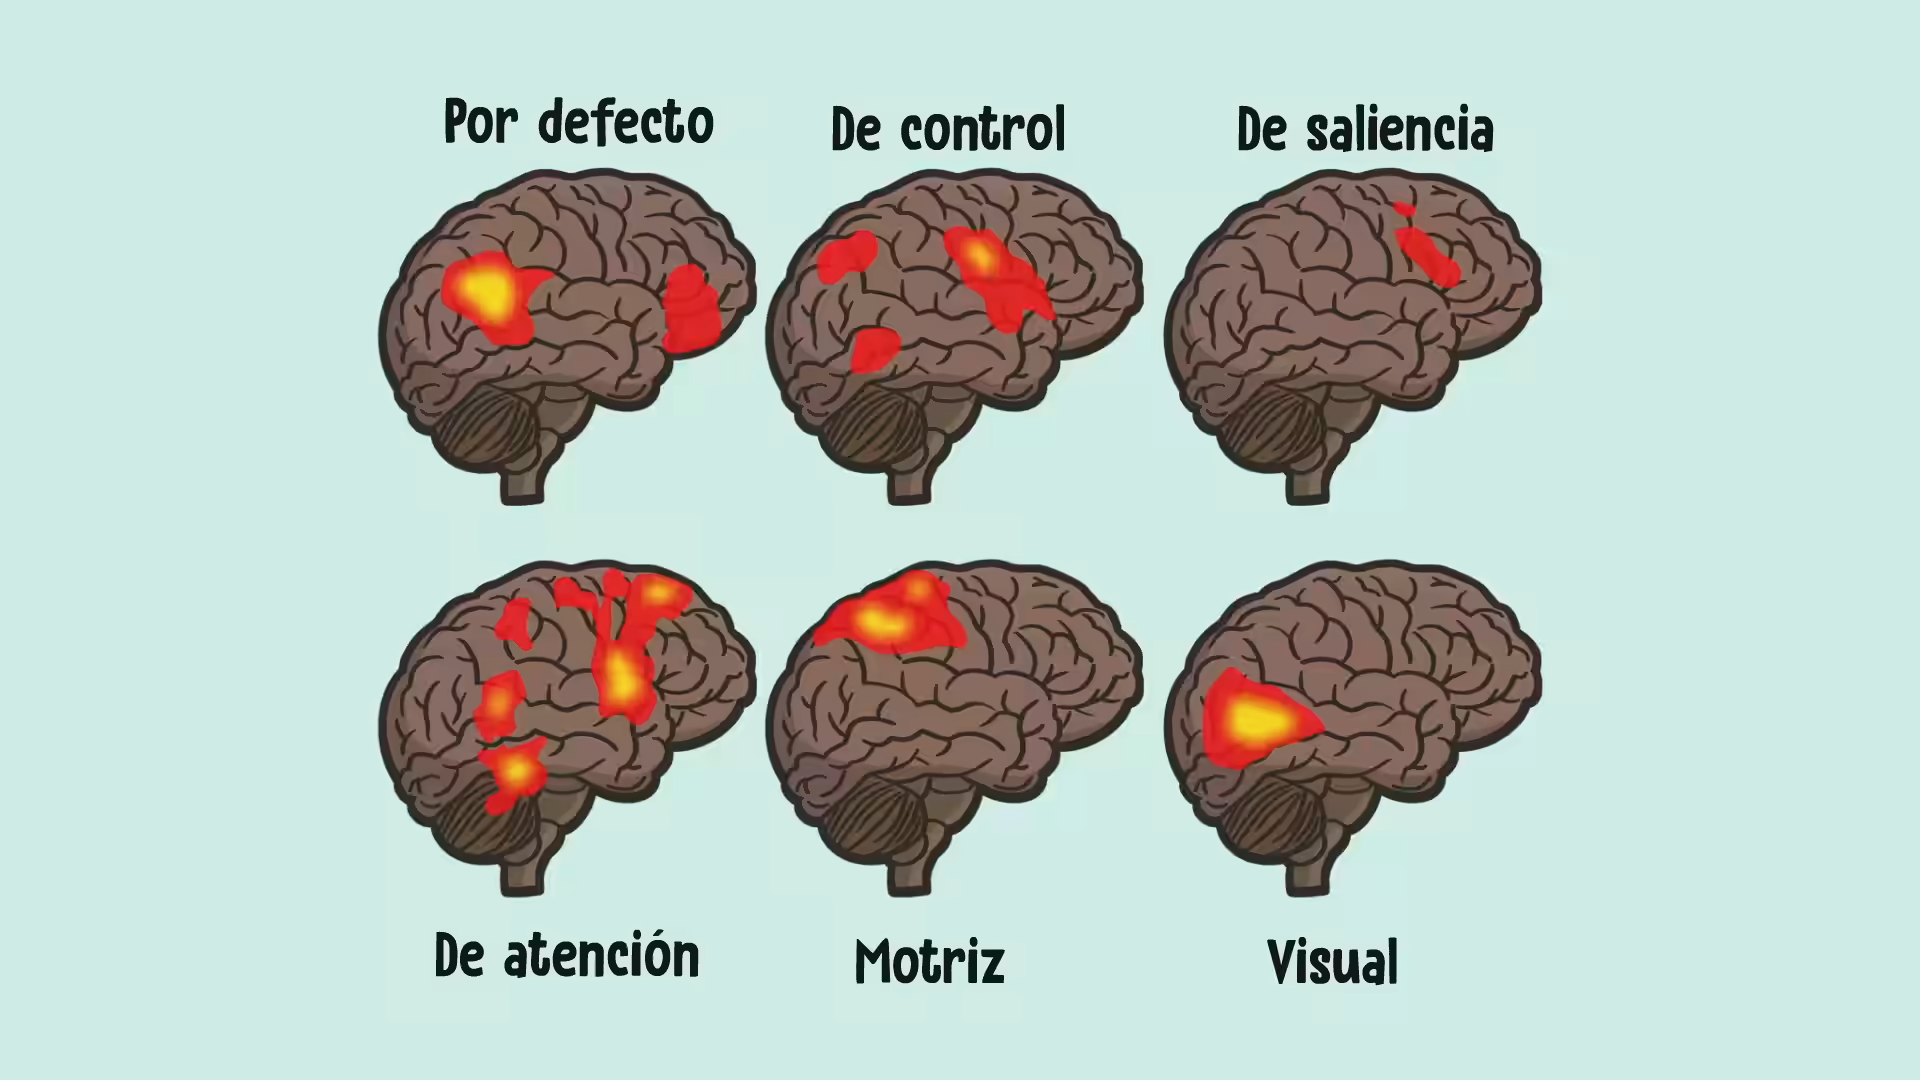 Por defecto
De control
De saliencia
De atención
Motriz
Visual